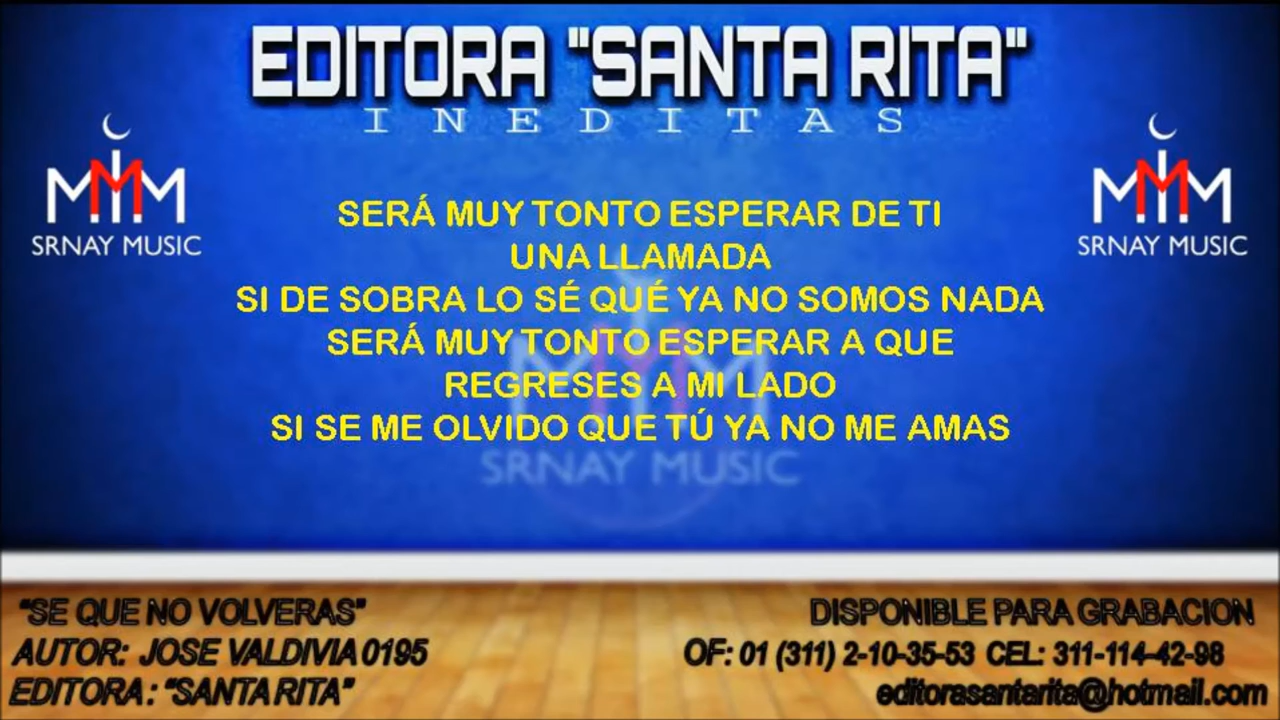 EDITORA "SANTA RITA"
INEDITAS
SRNAY MUSIC
SRNAY MUSIC
SERÁ MUY TONTO ESPERAR DE TI
UNA LLAMADA
SI DE SOBRA LO SÉ QUÉ YA NO SOMOS NADA
SERÁ MUY TONTO ESPERAR A QUE
REGRESES A MI LADO
SI SE ME OLVIDO QUE TÚ YA NO ME AMAS
SRNAY MUSIC
"SE QUE NO VOLVERAS"
AUTOR: JOSE VALDIVIA 0195
EDITORA: "SANTA RITA"
DISPONIBLE PARA GRABACION
OF: 01 (311) 2-10-35-53 CEL: 311-114-42-98
editorasantarita@hotmail.com